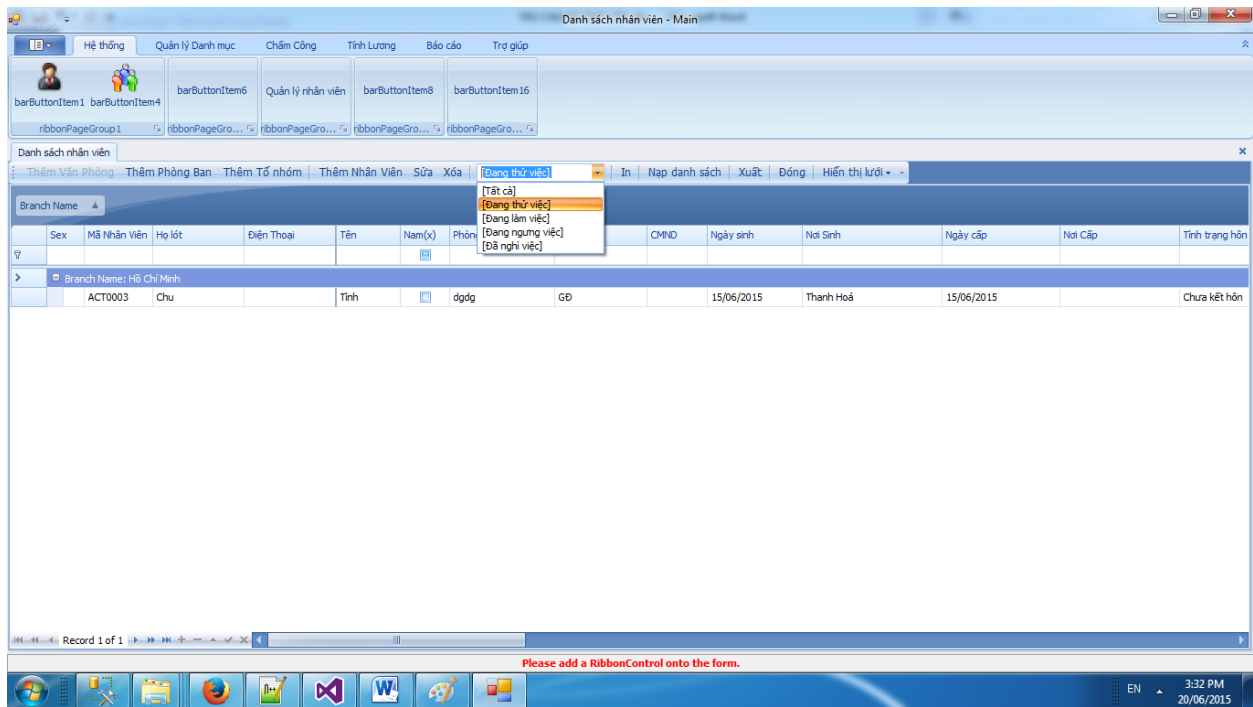 Danh sách nhân viên - Main
Hệ thống Quản lý Danh mục Chấm Công Tính Lương Báo cáo Trợ giúp
barButtonItem1 barButtonItem4 barButtonItem6 Quản lý nhân viên barButtonItem8 barButtonItem16
ribbonPageGroup1 ribbonPageGro... ribbonPageGro... ribbonPageGro... ribbonPageGro...
Danh sách nhân viên
Thêm Văn Phòng Thêm Phòng Ban Thêm Tổ nhóm Thêm Nhân Viên Sửa Xóa [Đang thử việc] In Nạp danh sách Xuất Đóng Hiển thị lưới
[Tất cả]
[Đang thử việc]
[Đang làm việc]
[Đang ngưng việc]
[Đã nghỉ việc]
Branch Name
Sex Mã Nhân Viên Họ lót Điện Thoại Tên Nam(x) Phòn CMND Ngày sinh Nơi Sinh Ngày cấp Nơi Cấp Tình trạng hôn
Branch Name: Hồ Chí Minh
ACT0003 Chu Tình dgdg GĐ 15/06/2015 Thanh Hoá 15/06/2015 Chưa kết hôn
Record 1 of 1
Please add a RibbonControl onto the form.
EN 3:32 PM
20/06/2015